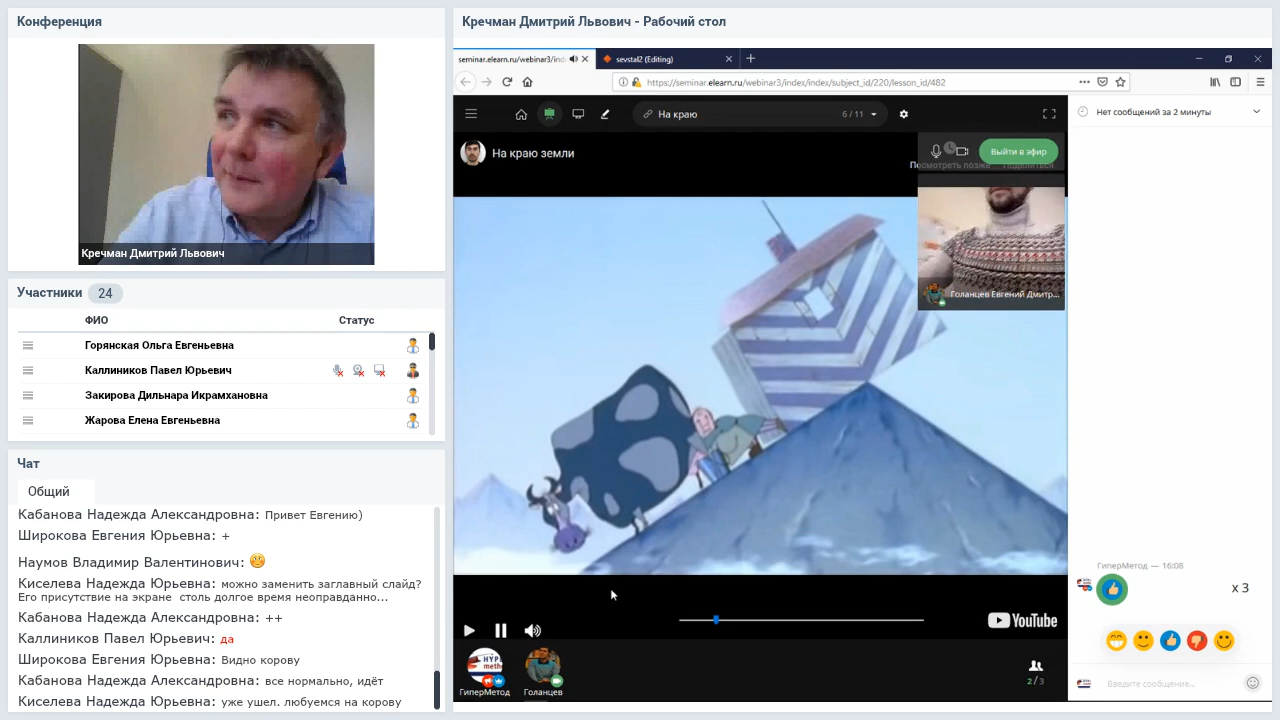 Конференция
Кречман Дмитрий Львович
Участники 24
ФИО Статус
Горянская Ольга Евгеньевна
Каллиников Павел Юрьевич
Закирова Дильнара Икрамхановна
Жарова Елена Евгеньевна
Чат
Общий
Кабанова Надежда Александровна: Привет Евгению)
Широкова Евгения Юрьевна: +
Наумов Владимир Валентинович:
Киселева Надежда Юрьевна: можно заменить заглавный слайд?
Его присутствие на экране столь долгое время неоправданно...
Кабанова Надежда Александровна: ++
Каллиников Павел Юрьевич: да
Широкова Евгения Юрьевна: Видно корову
Кабанова Надежда Александровна: все нормально, идёт
Киселева Надежда Юрьевна: уже ушел. любуемся на корову
Кречман Дмитрий Львович - Рабочий стол
seminar.elearn.ru/webinar3/ind
sevstal2 (Editing)
https://seminar.elearn.ru/webinar3/index/index/subject_id/220/lesson_id/482
На краю 6 / 11
На краю земли
Выйти в эфир
Посмотреть позже Поделиться
Голанцев Евгений Дмитр...
YouTube
HYPE
method
ГиперМетод Голанцев
2 / 3
Нет сообщений за 2 минуты
ГиперМетод — 16:08
x 3
Введите сообщение...